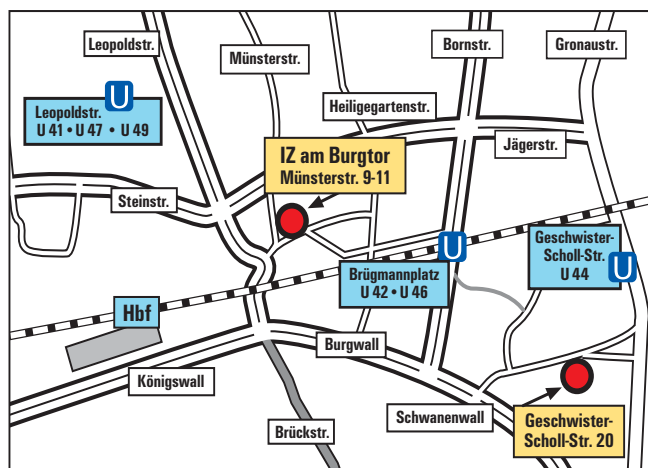 Leopoldstr.
Münsterstr.
Bornstr.
Gronaustr.
U
Leopoldstr.
U 41 • U 47 • U 49
Heiligegartenstr.
IZ am Burgtor
Münsterstr. 9-11
Jägerstr.
Steinstr.
U
Geschwister-
Scholl-Str.
U 44
U
Brügmannplatz
U 42 • U 46
Hbf
Burgwall
Königswall
Schwanenwall
Geschwister-
Scholl-Str. 20
Brückstr.